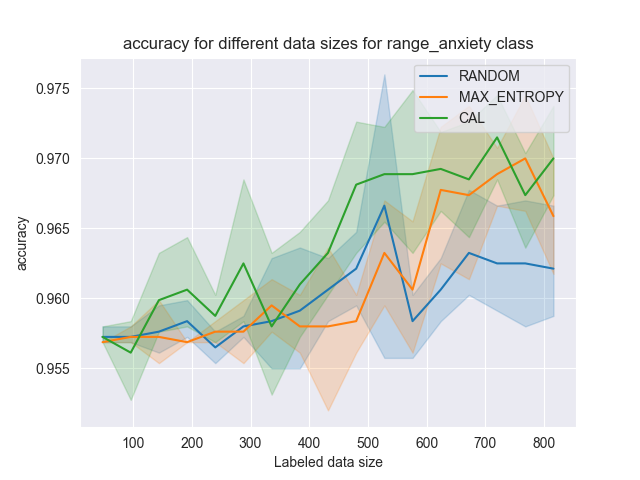 accuracy for different data sizes for range_anxiety class
RANDOM
MAX_ENTROPY
CAL
accuracy
0.975
0.970
0.965
0.960
0.955
100 200 300 400 500 600 700 800
Labeled data size